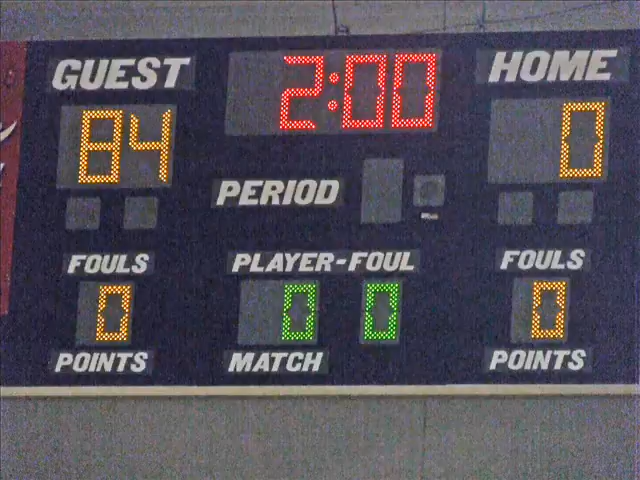 GUEST 2:00 HOME
84 0
PERIOD
FOULS PLAYER-FOUL FOULS
0 0 0 0
POINTS MATCH POINTS